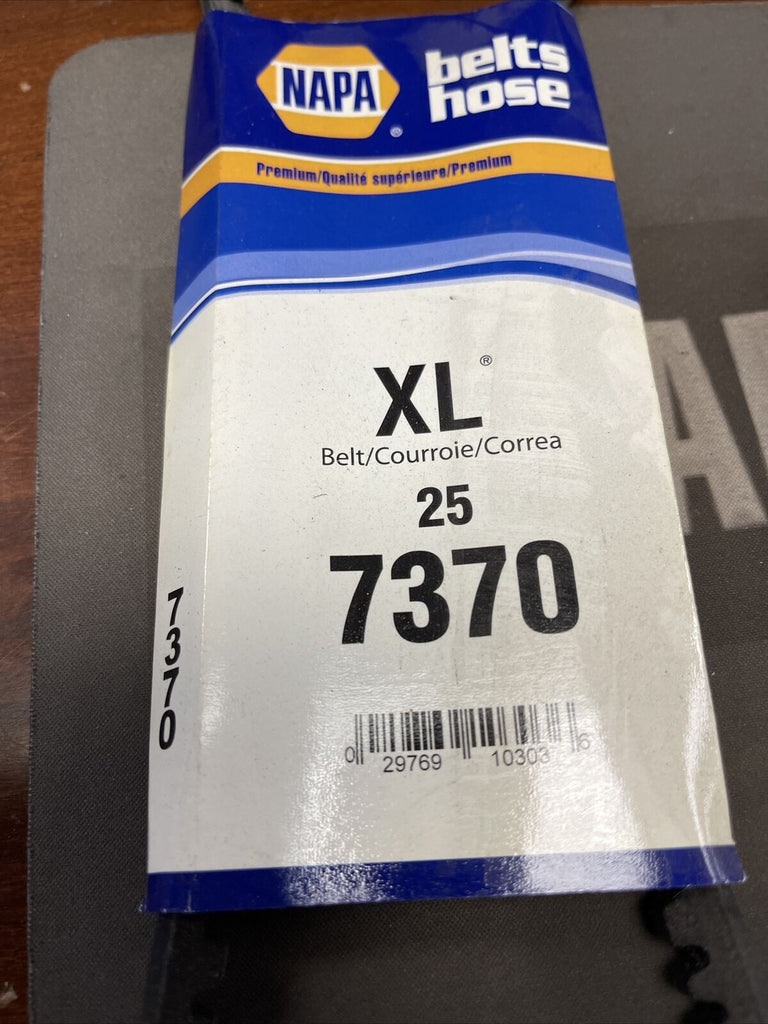 NAPA®
belts
hose
Premium/Qualité supérieure/Premium
XL®
Belt/Courroie/Correa
25
7370
7370
0 29769 10303 6